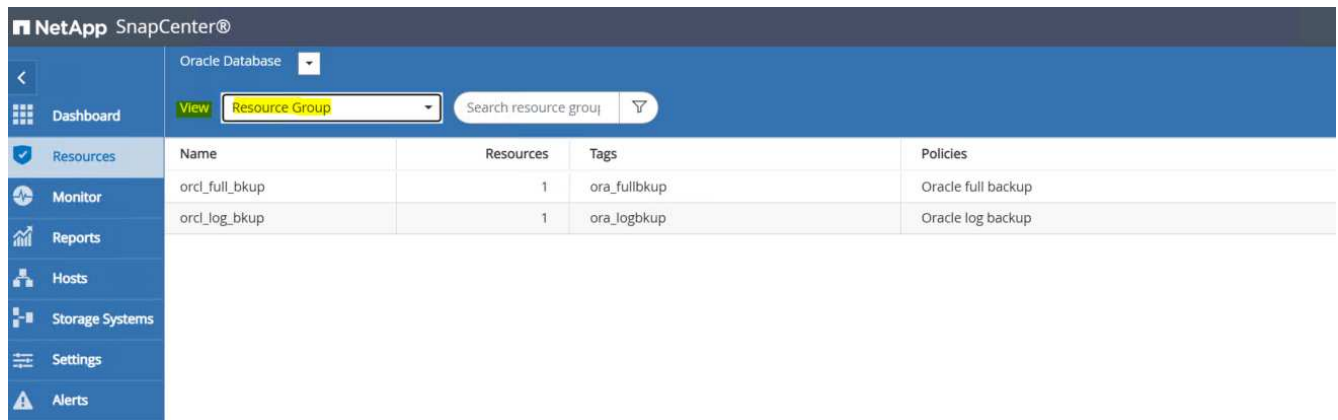 NetApp SnapCenter®
Oracle Database
View Resource Group Search resource group
Dashboard
Resources
Monitor
Reports
Hosts
Storage Systems
Settings
Alerts
Name Resources Tags Policies
orcl_full_bkup 1 ora_fullbkup Oracle full backup
orcl_log_bkup 1 ora_logbkup Oracle log backup